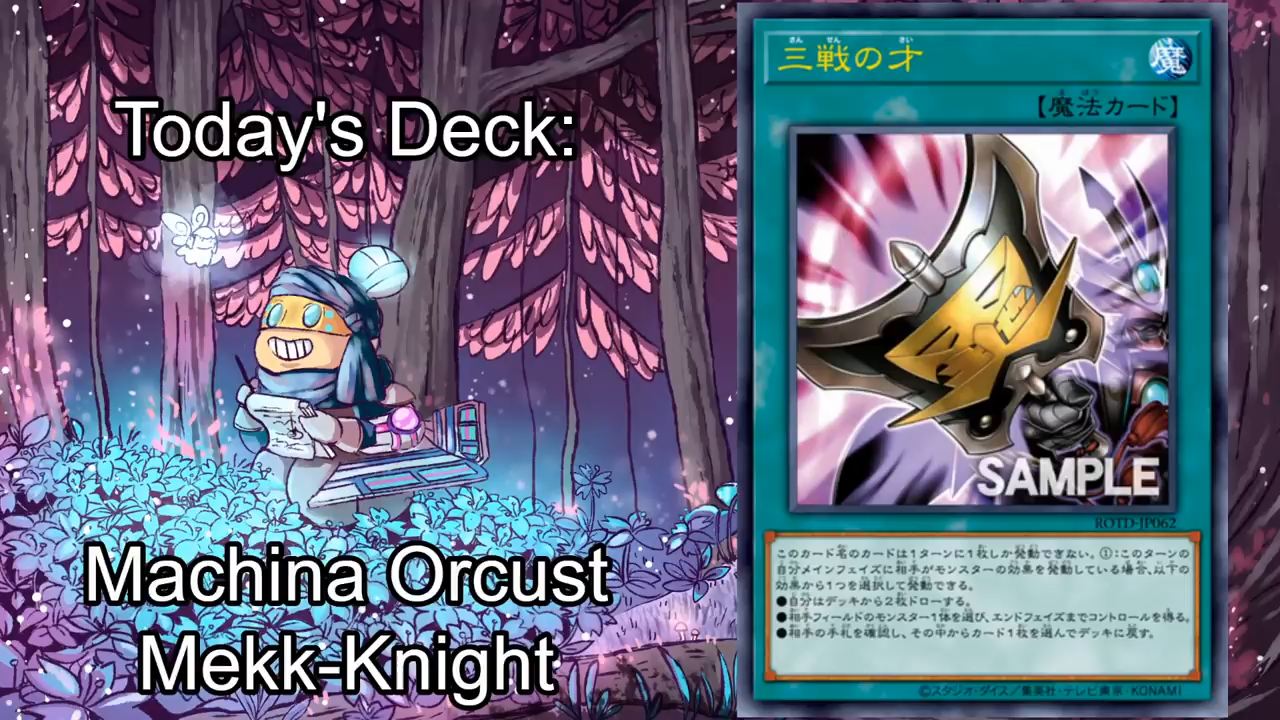 Today's Deck:
Machina Orcust
Mekk-Knight
さん せん さい
三戦の才
魔
【魔法カード】
SAMPLE
ROTD-JP062
このカード名のカードは1ターンに1枚しか発動できない。①:このターンの
自分メインフェイズに相手がモンスターの効果を発動している場合、以下の
効果から1つを選択して発動できる。
●自分はデッキから2枚ドローする。
●相手フィールドのモンスター1体を選び、エンドフェイズまでコントロールを得る。
●相手の手札を確認し、その中からカード1枚を選んでデッキに戻す。
©スタジオ・ダイス/集英社・テレビ東京・KONAMI